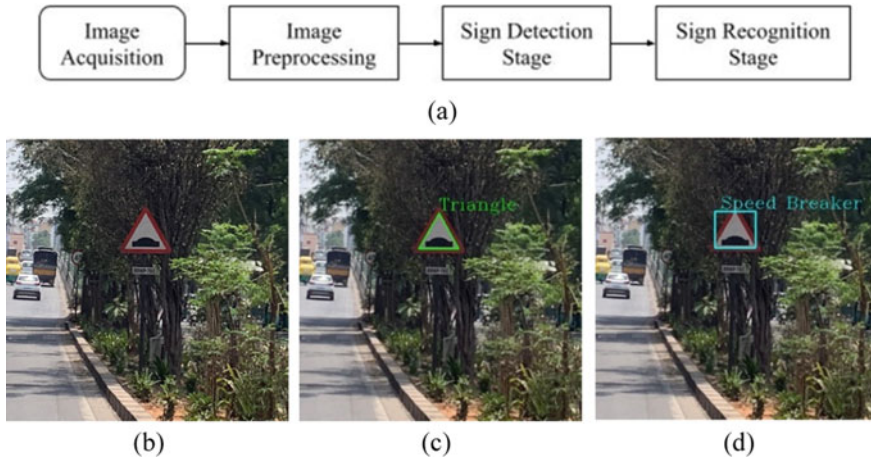 Image
Acquisition
Image
Preprocessing
Sign Detection
Stage
Sign Recognition
Stage
(a)
Triangle
Speed Breaker
(b)
(c)
(d)